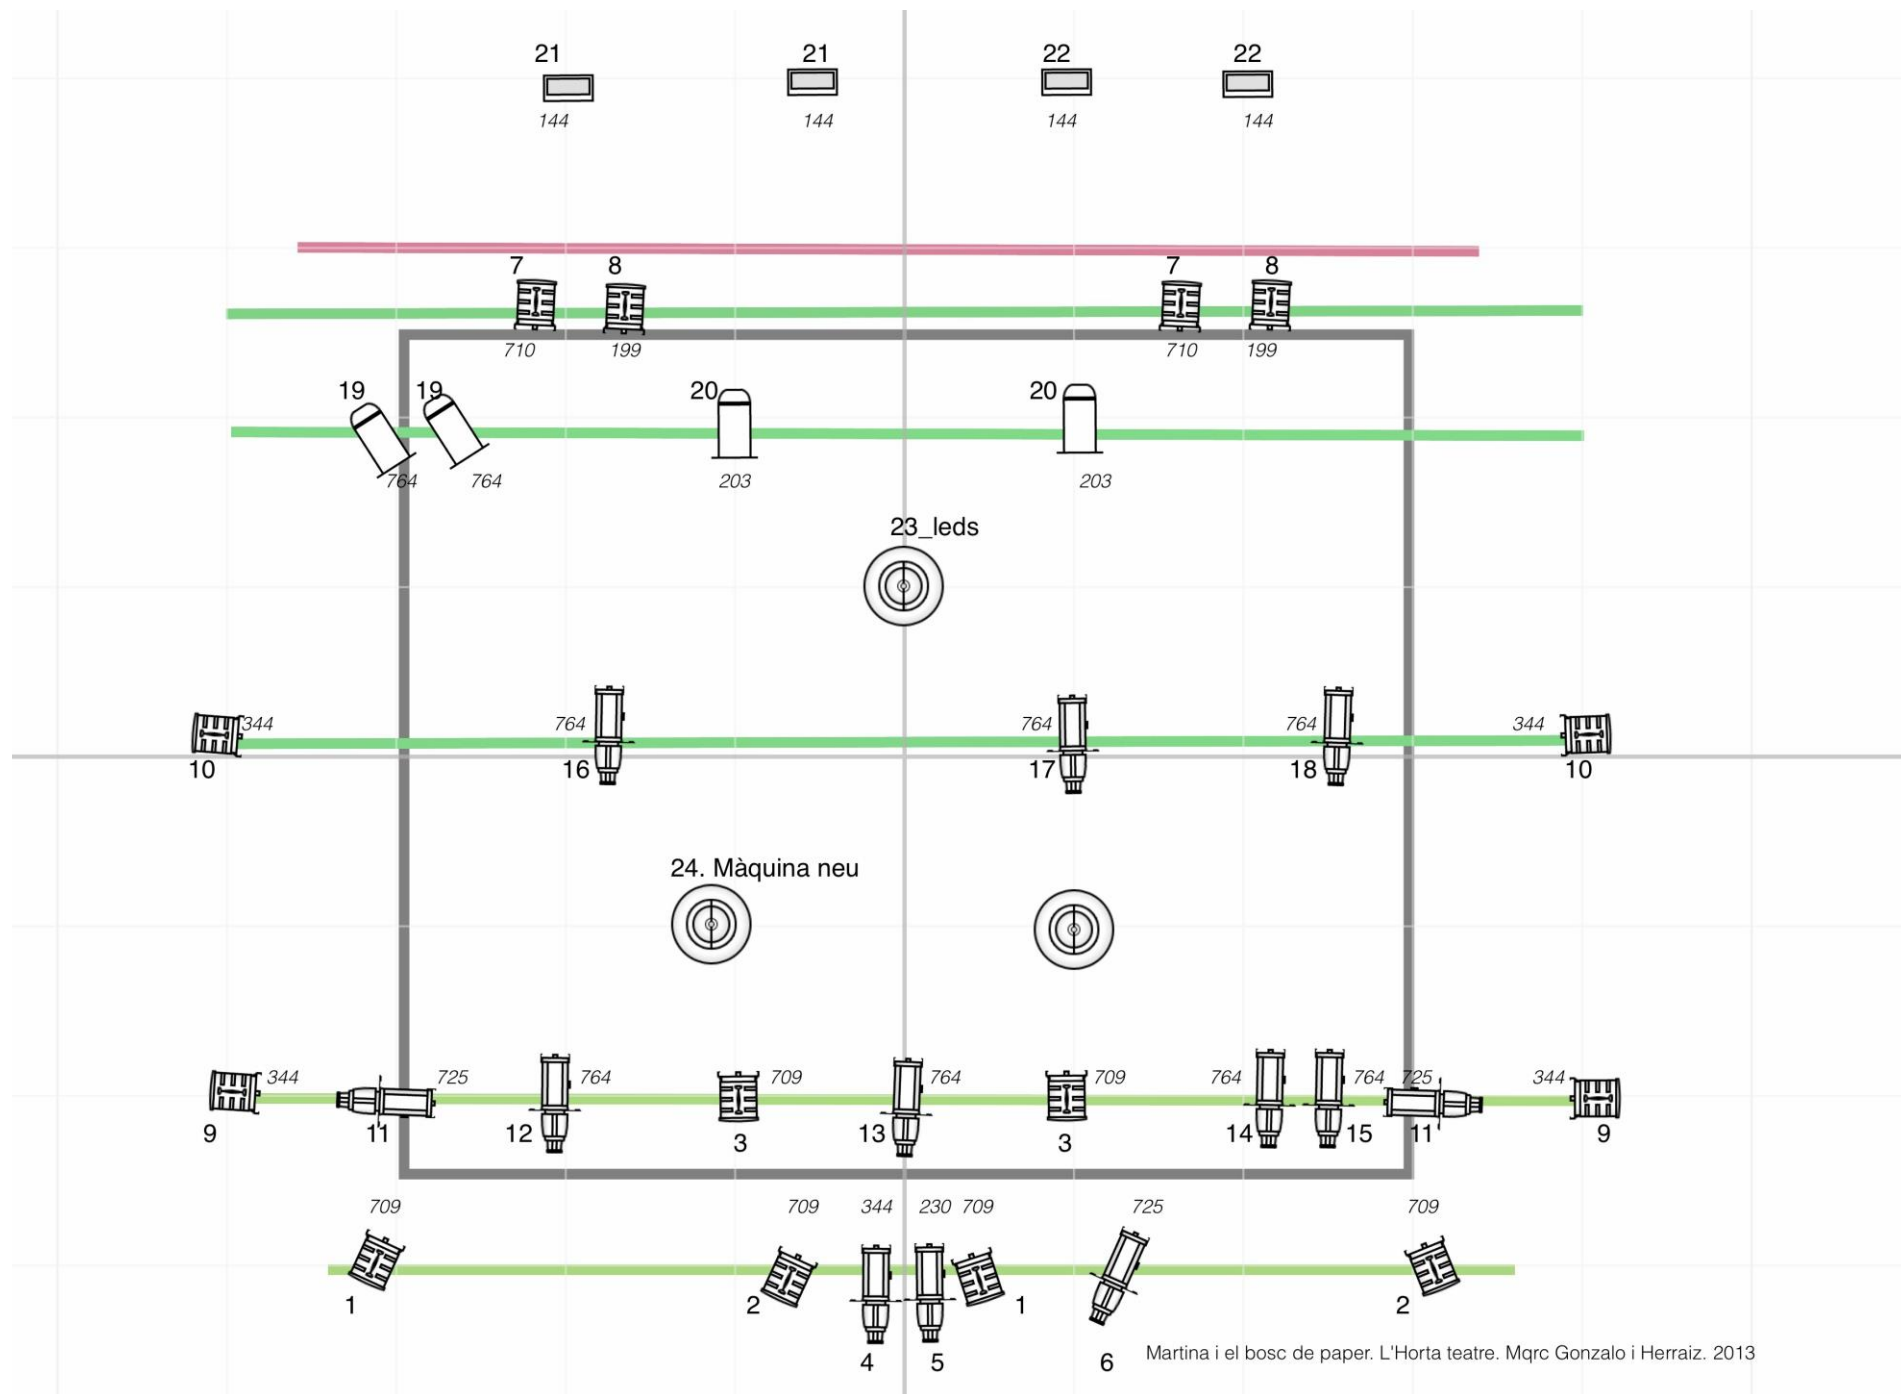 21 21 22 22
144 144 144 144
7 8 7 8
710 199 710 199
19 19 20 20
764 764 203 203
23_leds
344 764 764 764 344
10 16 17 18 10
24. Màquina neu
344 725 764 709 764 709 764 764 725 344
9 11 12 3 13 3 14 15 11 9
709 709 344 230 709 725 709
1 2 1 2
4 5 6
Martina i el bosc de paper. L'Horta teatre. Mqrc Gonzalo i Herraiz. 2013